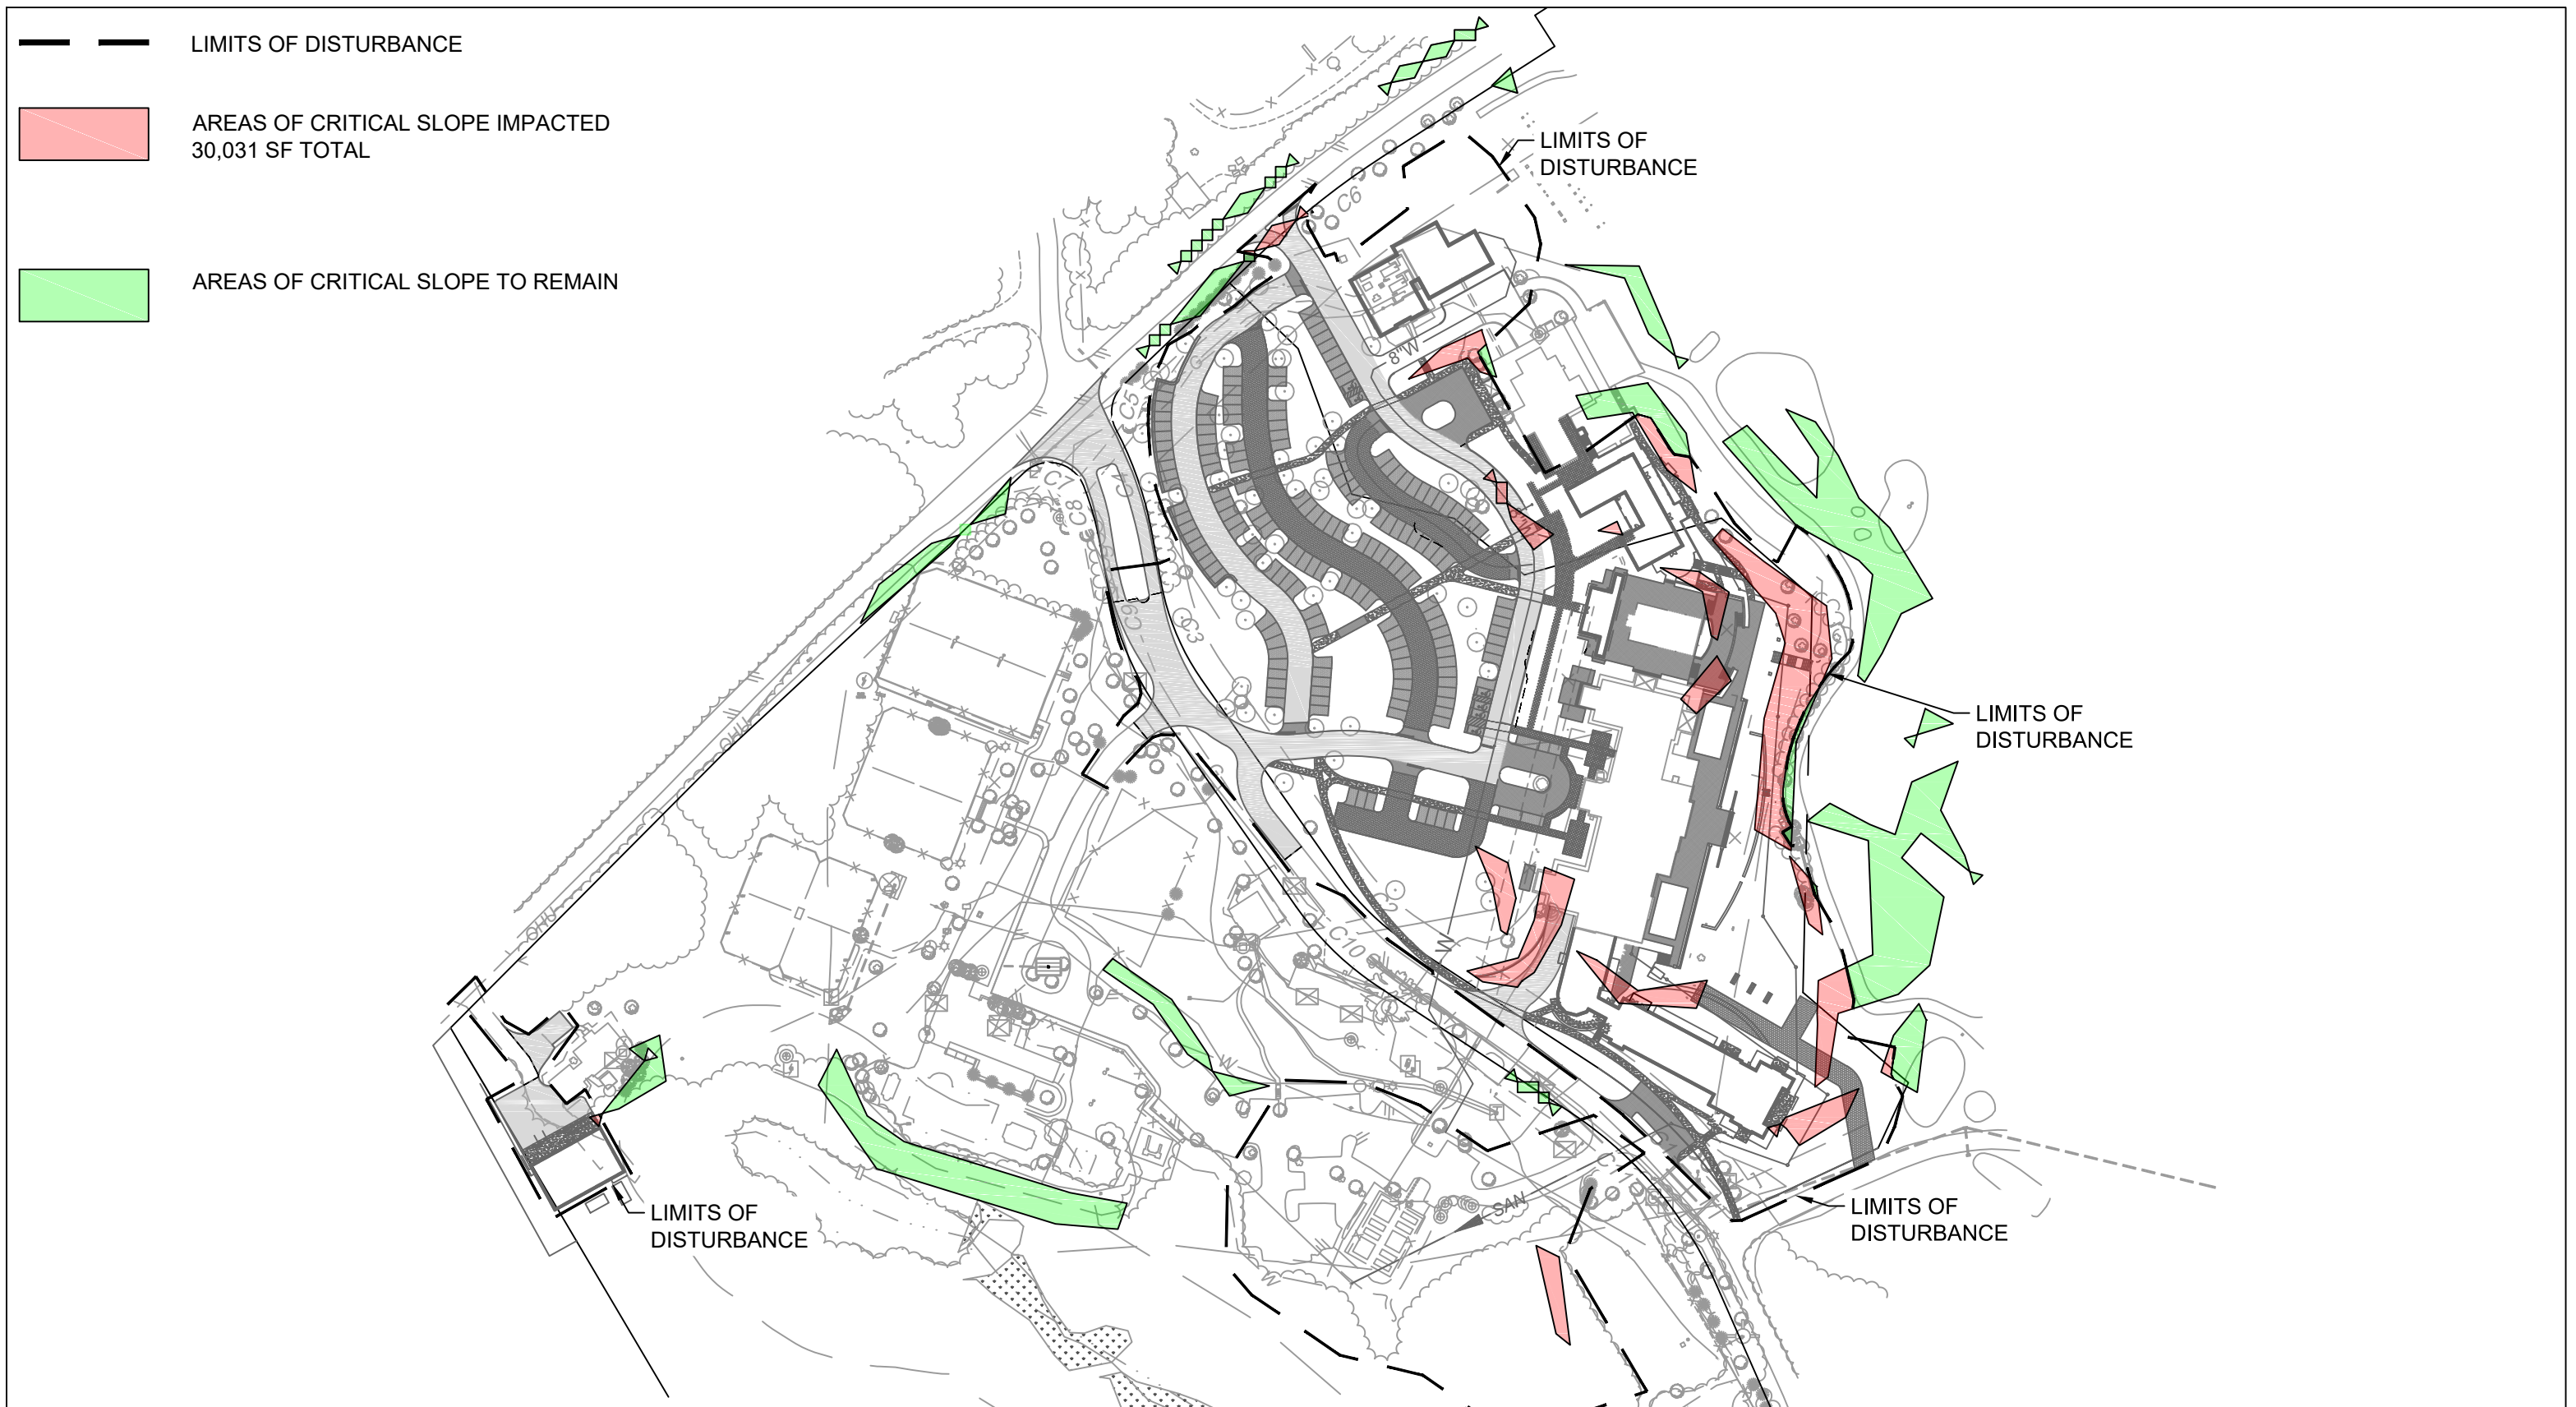 LIMITS OF DISTURBANCE
AREAS OF CRITICAL SLOPE IMPACTED
30,031 SF TOTAL
AREAS OF CRITICAL SLOPE TO REMAIN
LIMITS OF
DISTURBANCE
C6
8"W
C5
C4
C7
C8
C9
C3
OHU
LIMITS OF
DISTURBANCE
C2
OHU
W
C10
W
SAN
LIMITS OF
DISTURBANCE
LIMITS OF
DISTURBANCE
W